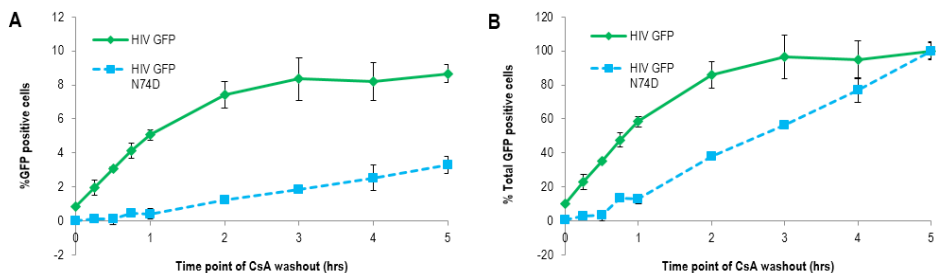 A
HIV GFP
HIV GFP
N74D
%GFP positive cells
12
10
8
6
4
2
0
-2
0
1
2
3
4
5
Time point of CsA washout (hrs)
B
HIV GFP
HIV GFP
N74D
% Total GFP positive cells
120
100
80
60
40
20
0
-20
0
1
2
3
4
5
Time point of CsA washout (hrs)